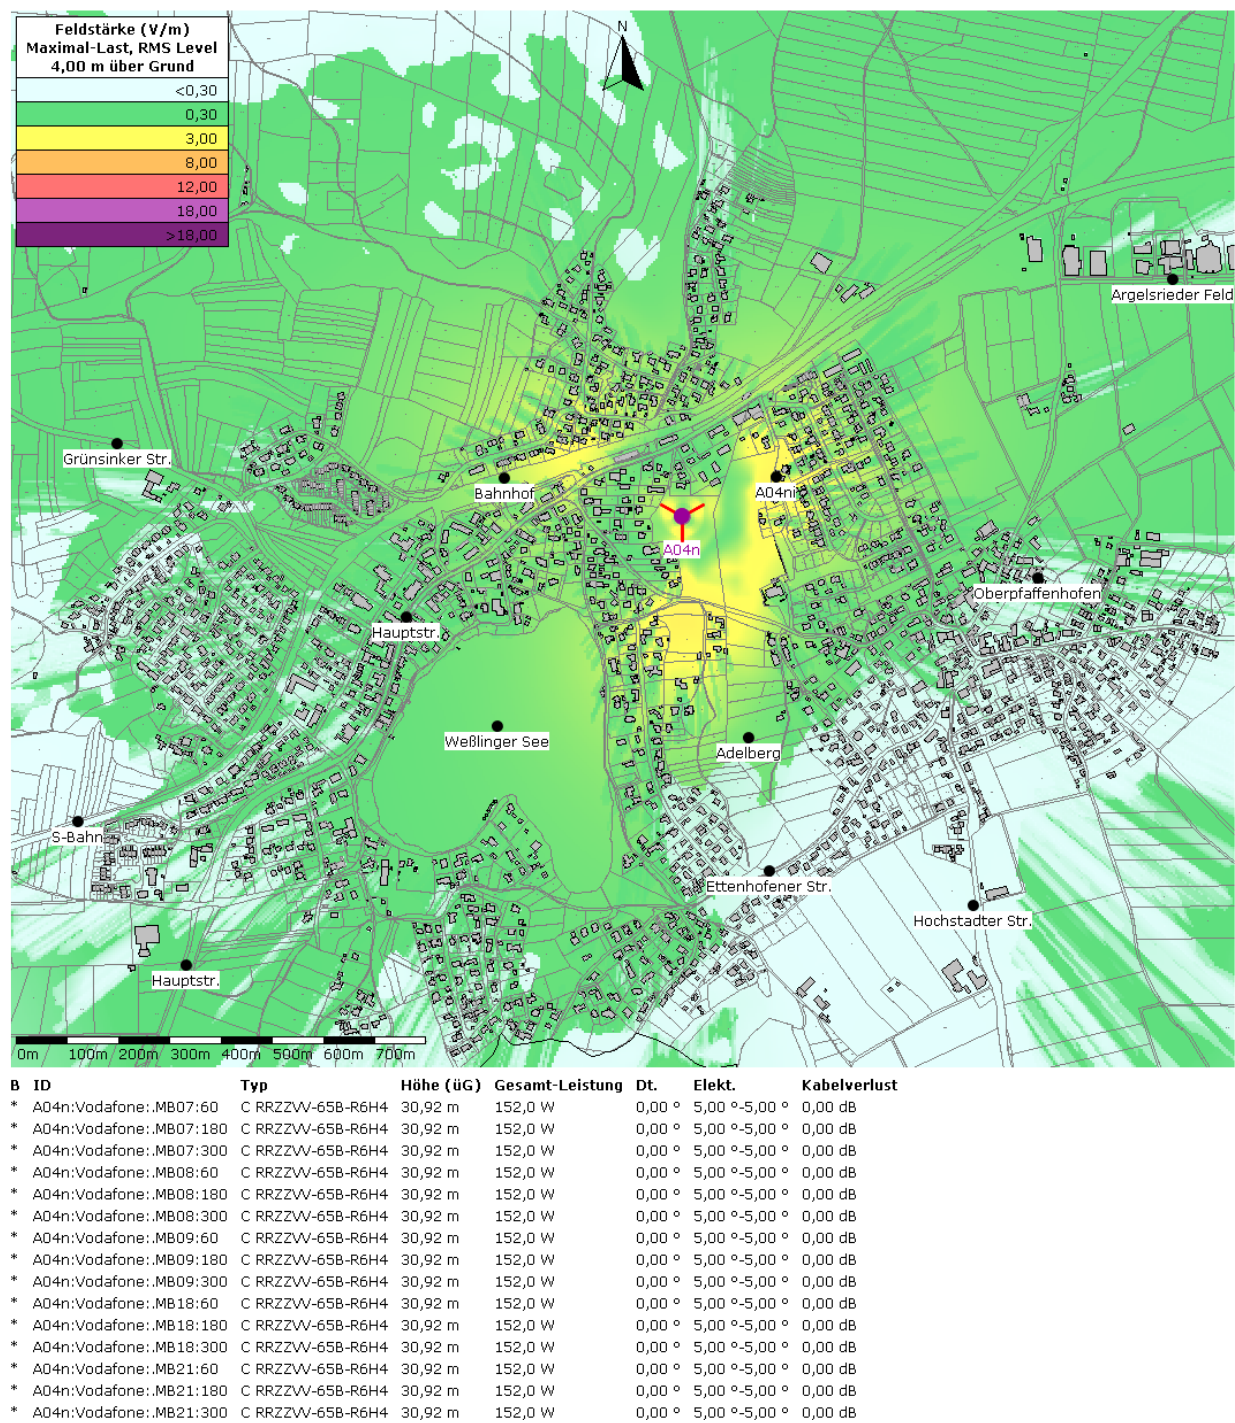 Feldstärke (V/m)
Maximal-Last, RMS Level
4,00 m über Grund
<0,30
0,30
3,00
8,00
12,00
18,00
>18,00
N
Argelsrieder Feld
Grünsinker Str.
Bahnhof
A04ni
A04n
Oberpfaffenhofen
Hauptstr.
Weßlinger See
Adelberg
S-Bahn
Ettenhofener Str.
Hochstadter Str.
Hauptstr.
0m 100m 200m 300m 400m 500m 600m 700m
B ID Typ Höhe (üG) Gesamt-Leistung Dt. Elekt. Kabelverlust
* A04n:Vodafone:.MB07:60 C RRZZVV-65B-R6H4 30,92 m 152,0 W 0,00 ° 5,00 °-5,00 ° 0,00 dB
* A04n:Vodafone:.MB07:180 C RRZZVV-65B-R6H4 30,92 m 152,0 W 0,00 ° 5,00 °-5,00 ° 0,00 dB
* A04n:Vodafone:.MB07:300 C RRZZVV-65B-R6H4 30,92 m 152,0 W 0,00 ° 5,00 °-5,00 ° 0,00 dB
* A04n:Vodafone:.MB08:60 C RRZZVV-65B-R6H4 30,92 m 152,0 W 0,00 ° 5,00 °-5,00 ° 0,00 dB
* A04n:Vodafone:.MB08:180 C RRZZVV-65B-R6H4 30,92 m 152,0 W 0,00 ° 5,00 °-5,00 ° 0,00 dB
* A04n:Vodafone:.MB08:300 C RRZZVV-65B-R6H4 30,92 m 152,0 W 0,00 ° 5,00 °-5,00 ° 0,00 dB
* A04n:Vodafone:.MB09:60 C RRZZVV-65B-R6H4 30,92 m 152,0 W 0,00 ° 5,00 °-5,00 ° 0,00 dB
* A04n:Vodafone:.MB09:180 C RRZZVV-65B-R6H4 30,92 m 152,0 W 0,00 ° 5,00 °-5,00 ° 0,00 dB
* A04n:Vodafone:.MB09:300 C RRZZVV-65B-R6H4 30,92 m 152,0 W 0,00 ° 5,00 °-5,00 ° 0,00 dB
* A04n:Vodafone:.MB18:60 C RRZZVV-65B-R6H4 30,92 m 152,0 W 0,00 ° 5,00 °-5,00 ° 0,00 dB
* A04n:Vodafone:.MB18:180 C RRZZVV-65B-R6H4 30,92 m 152,0 W 0,00 ° 5,00 °-5,00 ° 0,00 dB
* A04n:Vodafone:.MB18:300 C RRZZVV-65B-R6H4 30,92 m 152,0 W 0,00 ° 5,00 °-5,00 ° 0,00 dB
* A04n:Vodafone:.MB21:60 C RRZZVV-65B-R6H4 30,92 m 152,0 W 0,00 ° 5,00 °-5,00 ° 0,00 dB
* A04n:Vodafone:.MB21:180 C RRZZVV-65B-R6H4 30,92 m 152,0 W 0,00 ° 5,00 °-5,00 ° 0,00 dB
* A04n:Vodafone:.MB21:300 C RRZZVV-65B-R6H4 30,92 m 152,0 W 0,00 ° 5,00 °-5,00 ° 0,00 dB